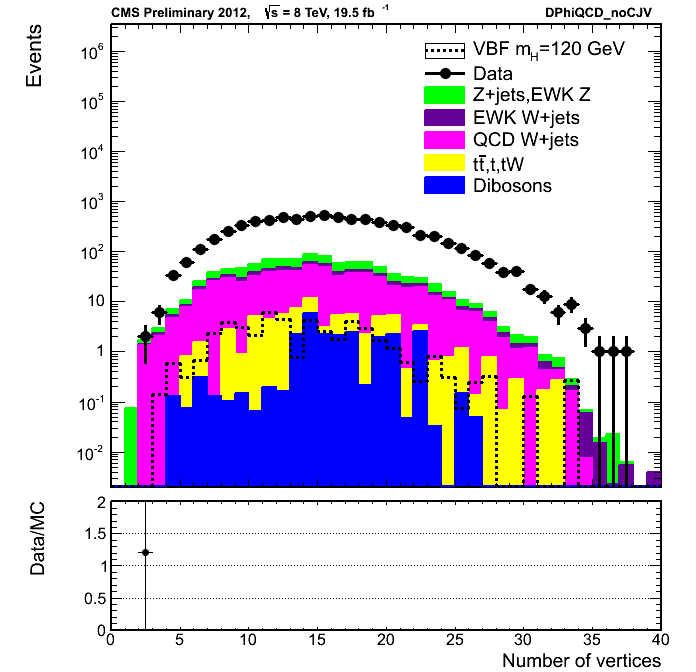 CMS Preliminary 2012, √s = 8 TeV, 19.5 fb⁻¹ DPhiQCD_noCJV
Events
10⁶
10⁵
10⁴
10³
10²
10
1
10⁻¹
10⁻²
VBF m_H=120 GeV
Data
Z+jets,EWK Z
EWK W+jets
QCD W+jets
tt̄,t,tW
Dibosons
Data/MC
2
1.5
1
0.5
0
0 5 10 15 20 25 30 35 40
Number of vertices